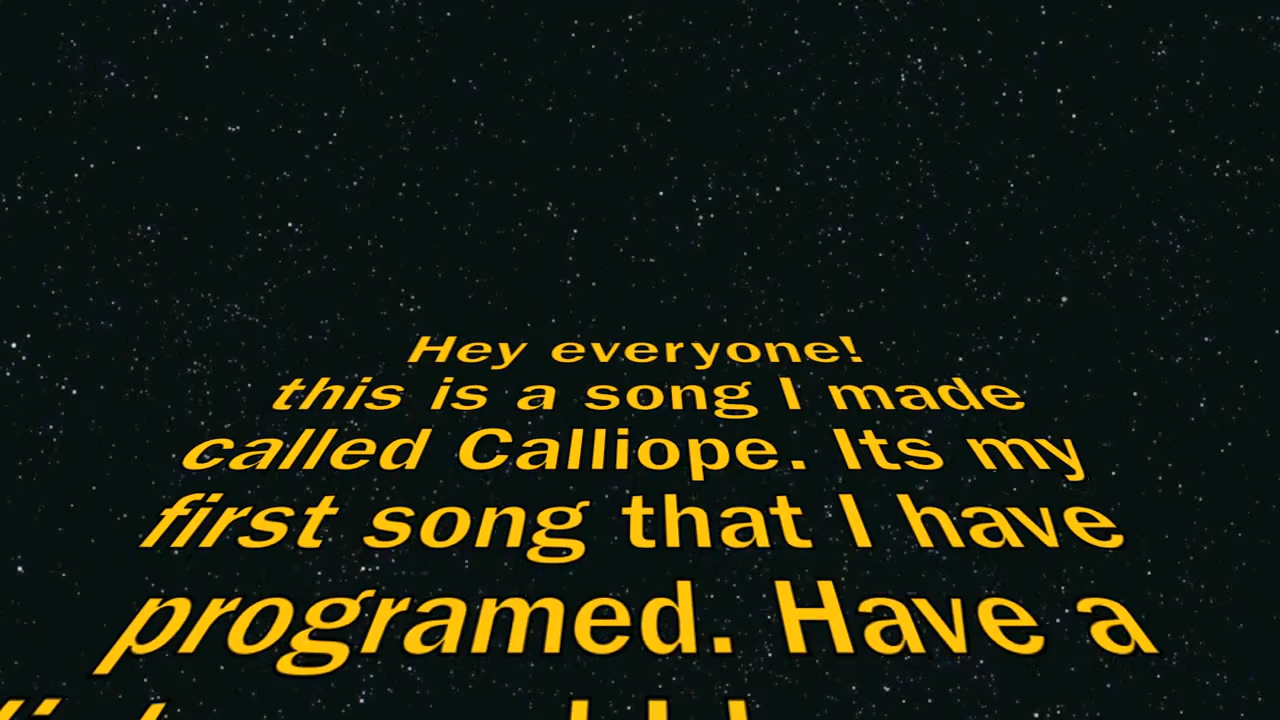 Hey everyone!
this is a song I made
called Calliope. Its my
first song that I have
programed. Have a